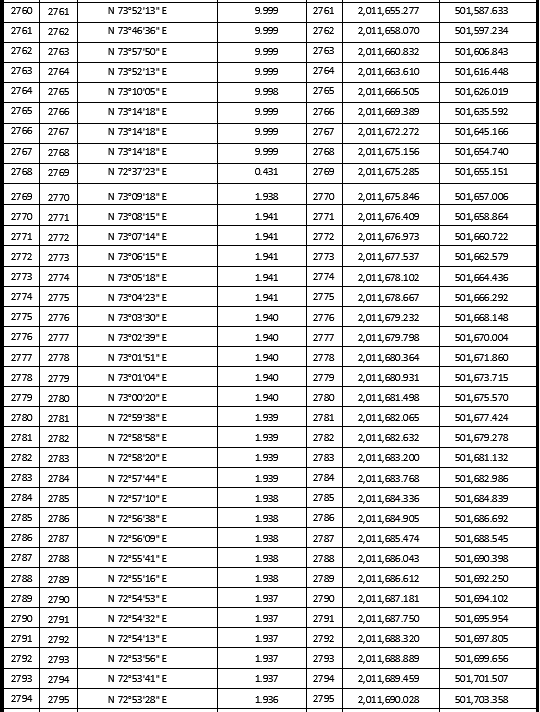 2760 2761 N 73°52'13" E 9.999 2761 2,011,655.277 501,587.633
2761 2762 N 73°46'36" E 9.999 2762 2,011,658.070 501,597.234
2762 2763 N 73°57'50" E 9.999 2763 2,011,660.832 501,606.843
2763 2764 N 73°52'13" E 9.999 2764 2,011,663.610 501,616.448
2764 2765 N 73°10'05" E 9.998 2765 2,011,666.505 501,626.019
2765 2766 N 73°14'18" E 9.999 2766 2,011,669.389 501,635.592
2766 2767 N 73°14'18" E 9.999 2767 2,011,672.272 501,645.166
2767 2768 N 73°14'18" E 9.999 2768 2,011,675.156 501,654.740
2768 2769 N 72°37'23" E 0.431 2769 2,011,675.285 501,655.151
2769 2770 N 73°09'18" E 1.938 2770 2,011,675.846 501,657.006
2770 2771 N 73°08'15" E 1.941 2771 2,011,676.409 501,658.864
2771 2772 N 73°07'14" E 1.941 2772 2,011,676.973 501,660.722
2772 2773 N 73°06'15" E 1.941 2773 2,011,677.537 501,662.579
2773 2774 N 73°05'18" E 1.941 2774 2,011,678.102 501,664.436
2774 2775 N 73°04'23" E 1.941 2775 2,011,678.667 501,666.292
2775 2776 N 73°03'30" E 1.940 2776 2,011,679.232 501,668.148
2776 2777 N 73°02'39" E 1.940 2777 2,011,679.798 501,670.004
2777 2778 N 73°01'51" E 1.940 2778 2,011,680.364 501,671.860
2778 2779 N 73°01'04" E 1.940 2779 2,011,680.931 501,673.715
2779 2780 N 73°00'20" E 1.940 2780 2,011,681.498 501,675.570
2780 2781 N 72°59'38" E 1.939 2781 2,011,682.065 501,677.424
2781 2782 N 72°58'58" E 1.939 2782 2,011,682.632 501,679.278
2782 2783 N 72°58'20" E 1.939 2783 2,011,683.200 501,681.132
2783 2784 N 72°57'44" E 1.939 2784 2,011,683.768 501,682.986
2784 2785 N 72°57'10" E 1.938 2785 2,011,684.336 501,684.839
2785 2786 N 72°56'38" E 1.938 2786 2,011,684.905 501,686.692
2786 2787 N 72°56'09" E 1.938 2787 2,011,685.474 501,688.545
2787 2788 N 72°55'41" E 1.938 2788 2,011,686.043 501,690.398
2788 2789 N 72°55'16" E 1.938 2789 2,011,686.612 501,692.250
2789 2790 N 72°54'53" E 1.937 2790 2,011,687.181 501,694.102
2790 2791 N 72°54'32" E 1.937 2791 2,011,687.750 501,695.954
2791 2792 N 72°54'13" E 1.937 2792 2,011,688.320 501,697.805
2792 2793 N 72°53'56" E 1.937 2793 2,011,688.889 501,699.656
2793 2794 N 72°53'41" E 1.937 2794 2,011,689.459 501,701.507
2794 2795 N 72°53'28" E 1.936 2795 2,011,690.028 501,703.358